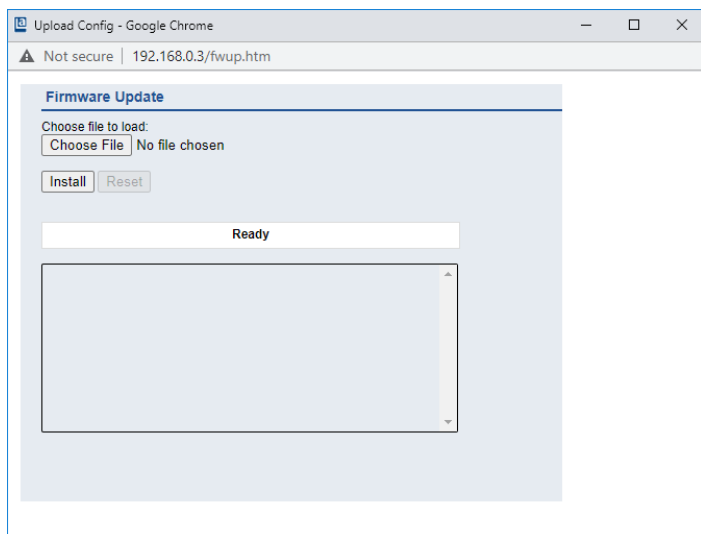 Upload Config - Google Chrome
Not secure | 192.168.0.3/fwup.htm
Firmware Update
Choose file to load:
Choose File No file chosen
Install Reset
Ready